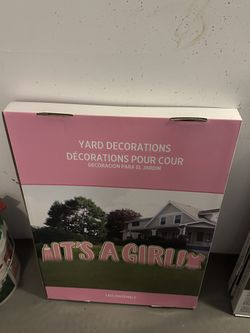 YARD DECORATIONS
DÉCORATIONS POUR COUR
DECORACIÓN PARA EL JARDÍN
IT'S A GIRL!